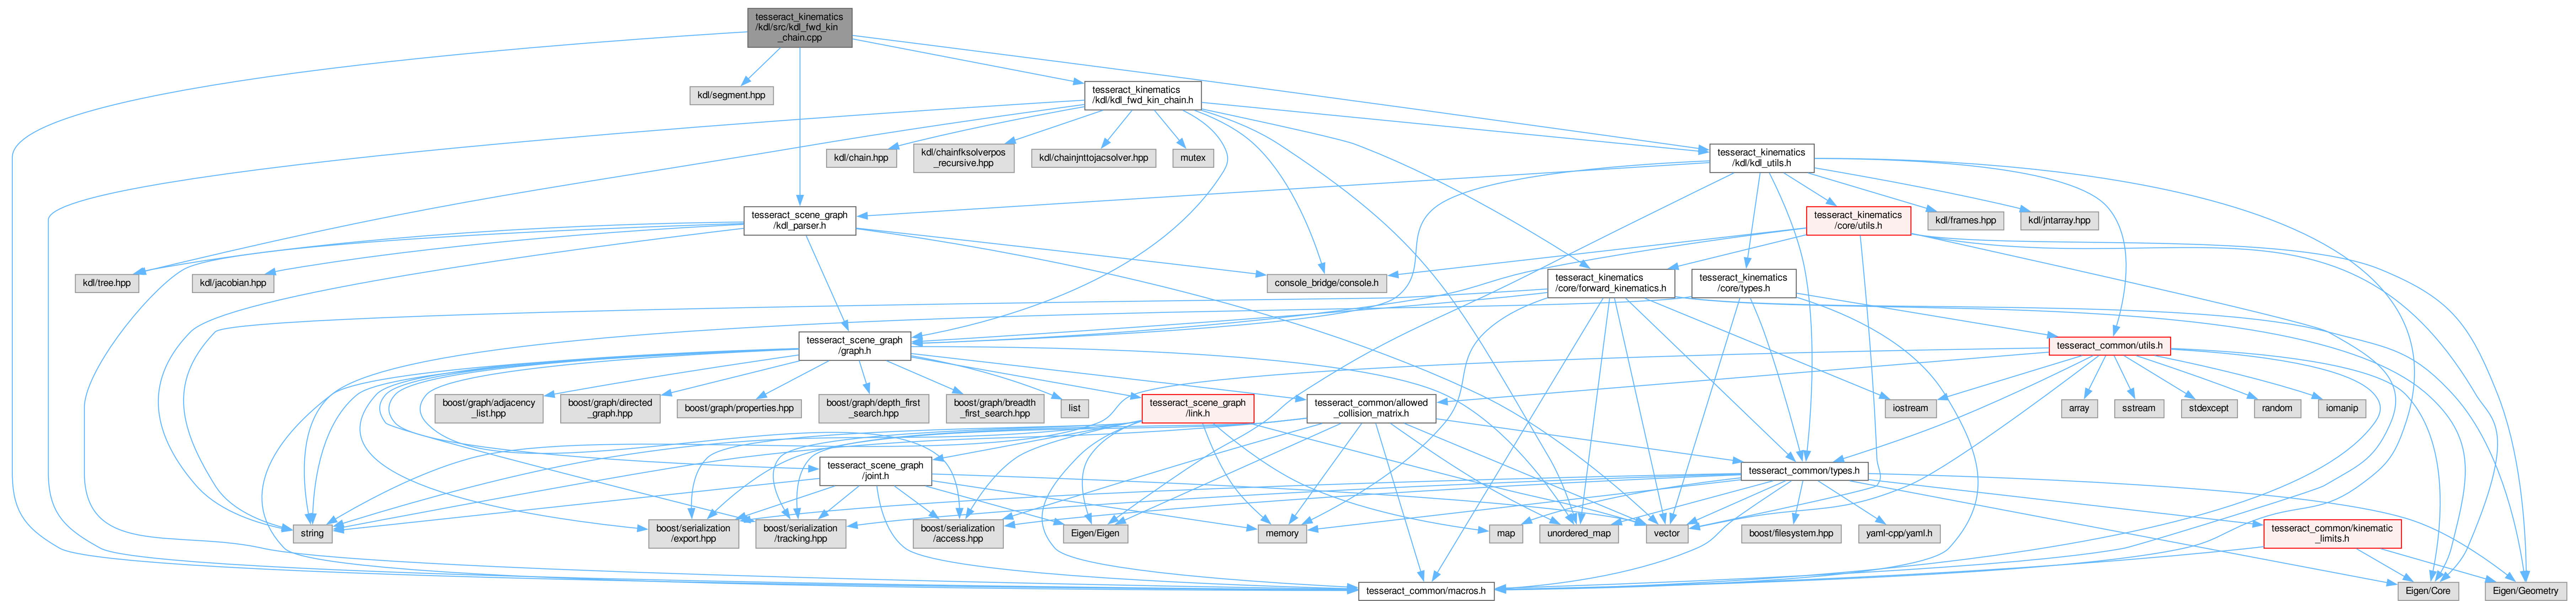 tesseract_kinematics
/kdl/src/kdl_fwd_kin
_chain.cpp
kdl/segment.hpp
tesseract_kinematics
/kdl/kdl_fwd_kin_chain.h
kdl/chain.hpp
kdl/chainfksolverpos
_recursive.hpp
kdl/chainjnttojacsolver.hpp
mutex
tesseract_kinematics
/kdl/kdl_utils.h
tesseract_scene_graph
/kdl_parser.h
tesseract_kinematics
/core/utils.h
kdl/frames.hpp
kdl/jntarray.hpp
kdl/tree.hpp
kdl/jacobian.hpp
console_bridge/console.h
tesseract_kinematics
/core/forward_kinematics.h
tesseract_kinematics
/core/types.h
tesseract_scene_graph
/graph.h
tesseract_common/utils.h
boost/graph/adjacency
_list.hpp
boost/graph/directed
_graph.hpp
boost/graph/properties.hpp
boost/graph/depth_first
_search.hpp
boost/graph/breadth
_first_search.hpp
list
tesseract_scene_graph
/link.h
tesseract_common/allowed
_collision_matrix.h
iostream
array
sstream
stdexcept
random
iomanip
tesseract_scene_graph
/joint.h
tesseract_common/types.h
string
boost/serialization
/export.hpp
boost/serialization
/tracking.hpp
boost/serialization
/access.hpp
Eigen/Eigen
memory
map
unordered_map
vector
boost/filesystem.hpp
yaml-cpp/yaml.h
tesseract_common/kinematic
_limits.h
tesseract_common/macros.h
Eigen/Core
Eigen/Geometry